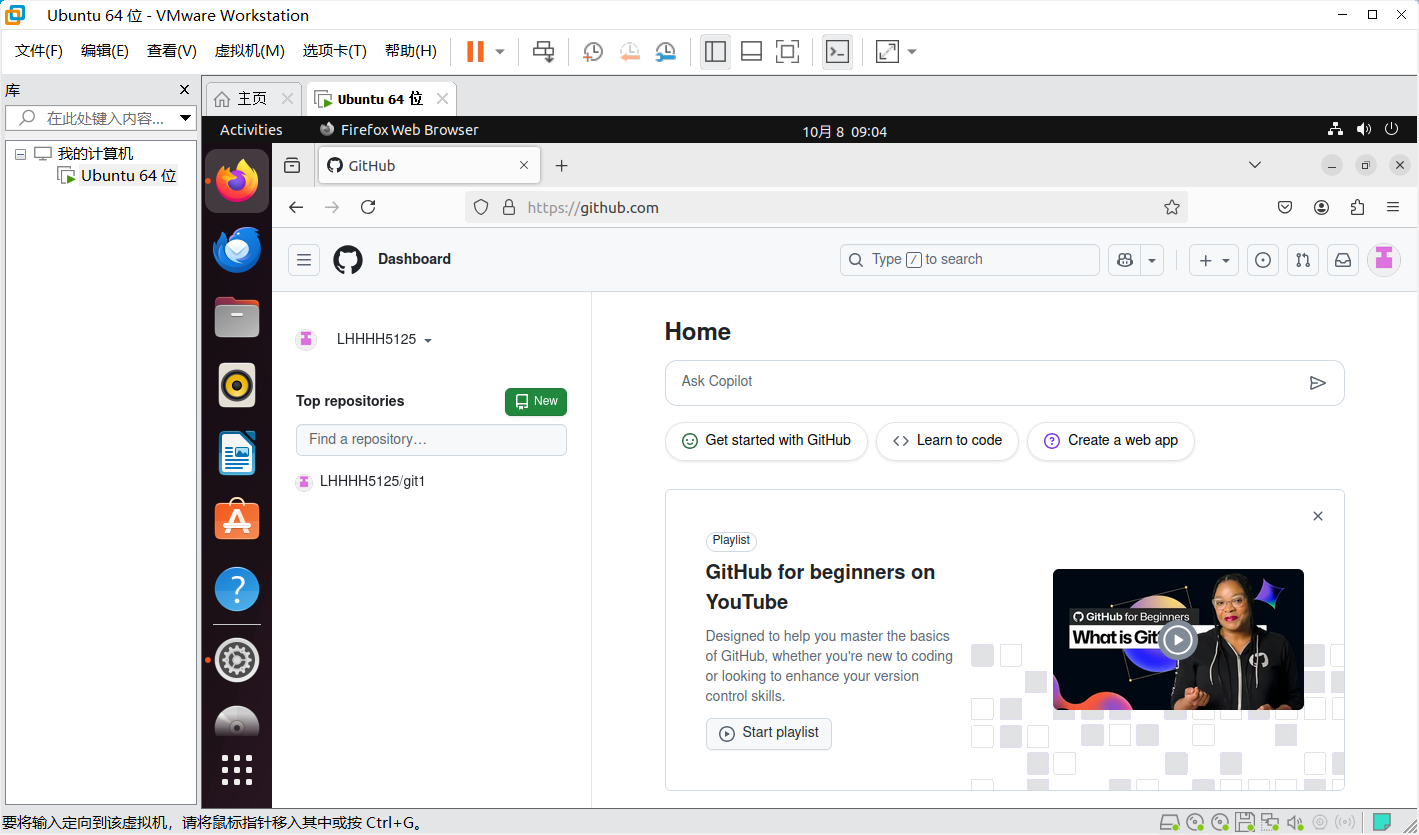 Ubuntu 64 位 - VMware Workstation
文件(F) 编辑(E) 查看(V) 虚拟机(M) 选项卡(T) 帮助(H)
库
在此处键入内容...
我的计算机
Ubuntu 64 位
主页
Ubuntu 64 位
Activities
Firefox Web Browser
10月 8 09:04
GitHub
https://github.com
Dashboard
Type / to search
LHHHH5125
Top repositories
New
Find a repository…
LHHHH5125/git1
Home
Ask Copilot
Get started with GitHub
Learn to code
Create a web app
Playlist
GitHub for beginners on
YouTube
Designed to help you master the basics
of GitHub, whether you're new to coding
or looking to enhance your version
control skills.
Start playlist
GitHub for Beginners
What is Git
要将输入定向到该虚拟机，请将鼠标指针移入其中或按 Ctrl+G。